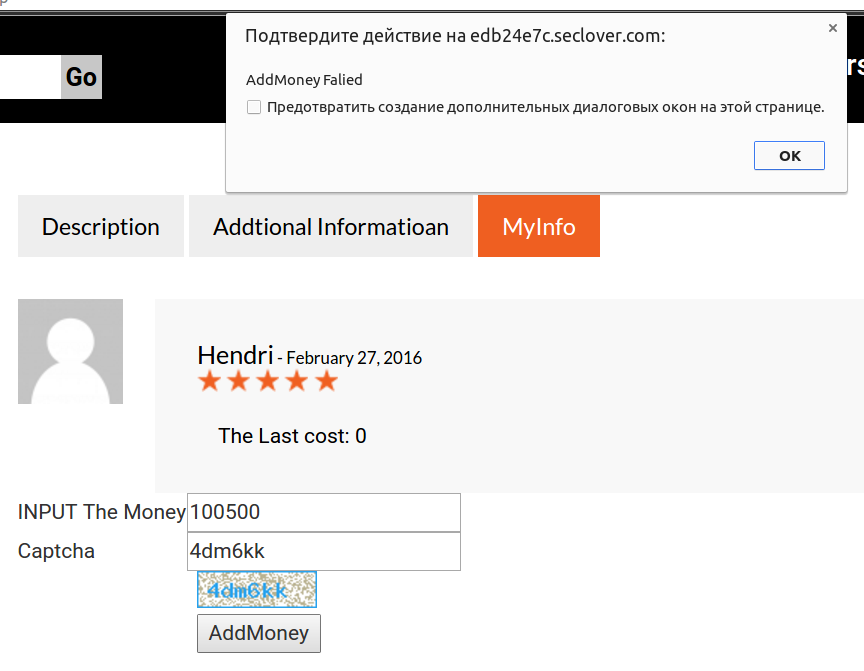 Подтвердите действие на edb24e7c.seclover.com:
×
AddMoney Falied
Предотвратить создание дополнительных диалоговых окон на этой странице.
ОК
Go
rs
Description
Addtional Informatioan
MyInfo
Hendri - February 27, 2016
The Last cost: 0
INPUT The Money 100500
Captcha 4dm6kk
4dm6kk
AddMoney